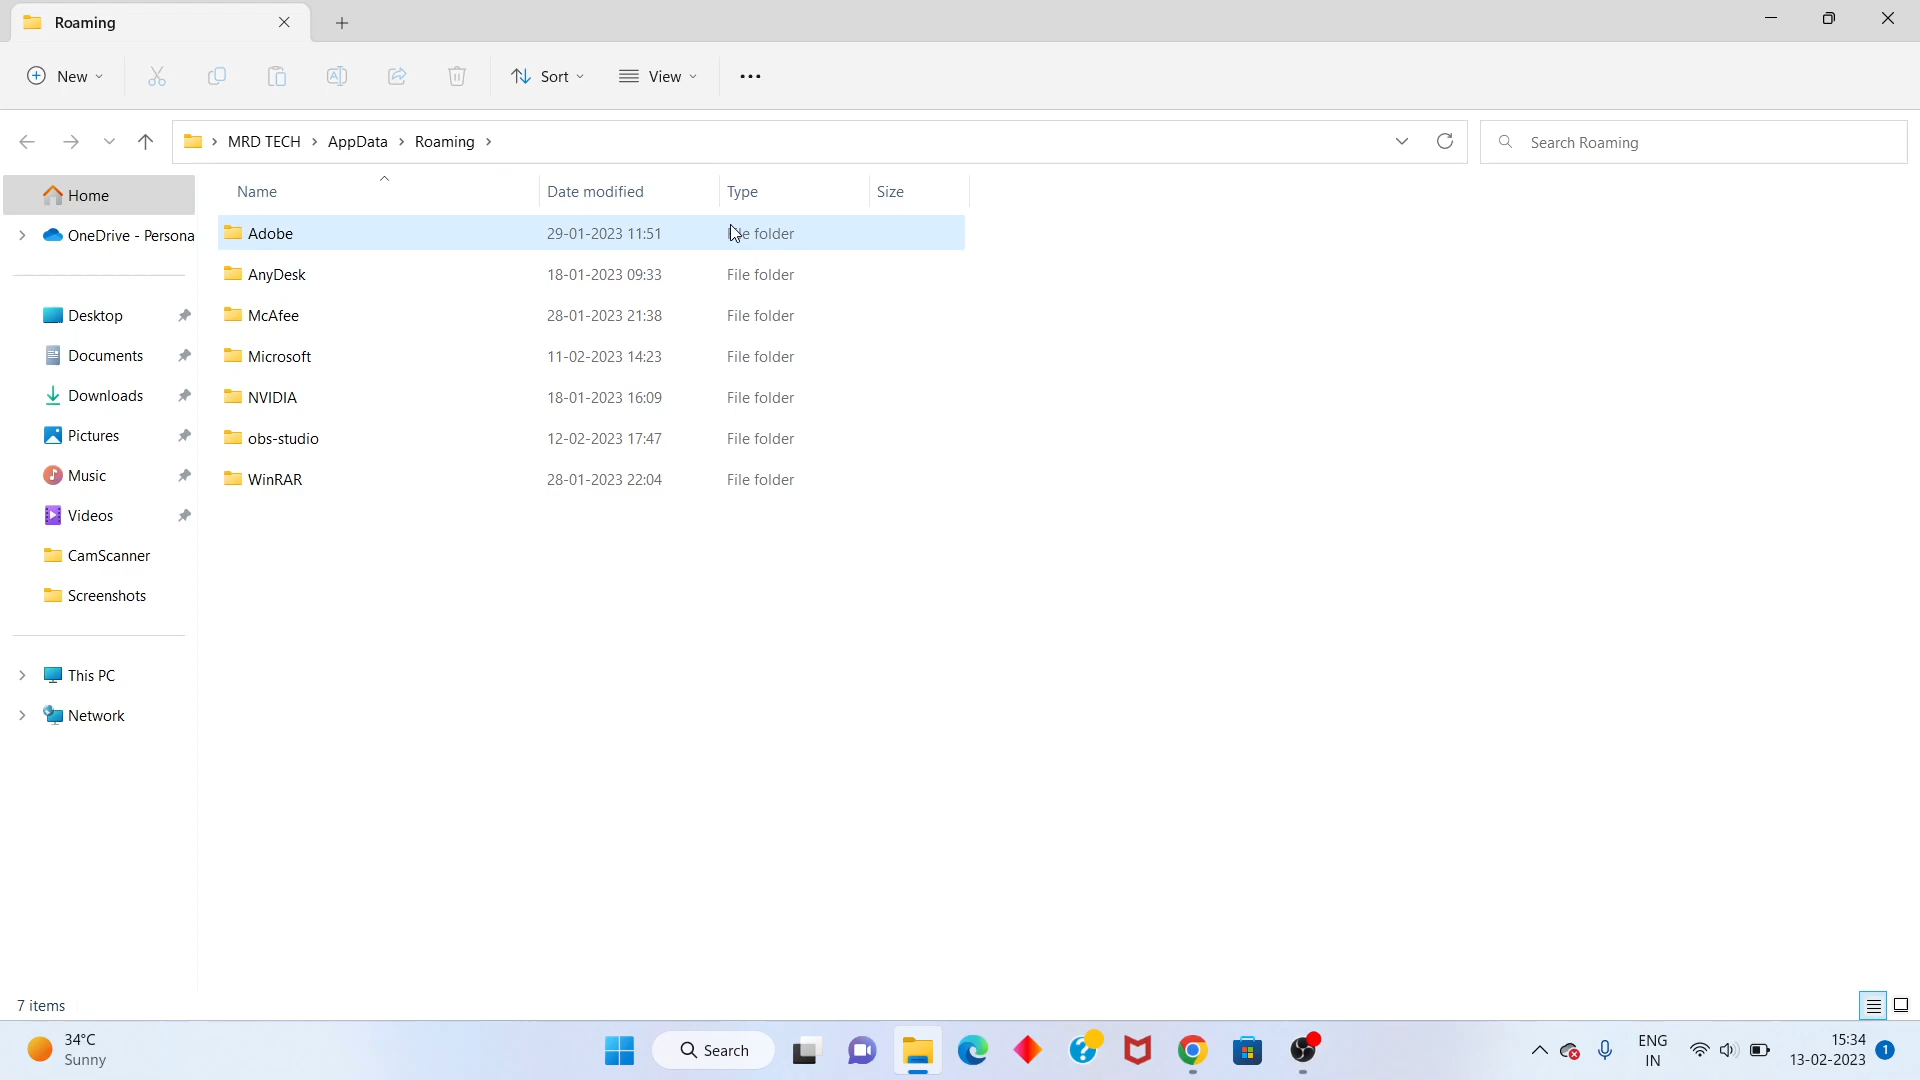 Roaming
New
Sort
View
MRD TECH
AppData
Roaming
Search Roaming
Home
OneDrive - Persona
Desktop
Documents
Downloads
Pictures
Music
Videos
CamScanner
Screenshots
This PC
Network
Name Date modified Type Size
Adobe 29-01-2023 11:51 File folder
AnyDesk 18-01-2023 09:33 File folder
McAfee 28-01-2023 21:38 File folder
Microsoft 11-02-2023 14:23 File folder
NVIDIA 18-01-2023 16:09 File folder
obs-studio 12-02-2023 17:47 File folder
WinRAR 28-01-2023 22:04 File folder
7 items
34°C
Sunny
Search
ENG
IN
15:34
13-02-2023
1